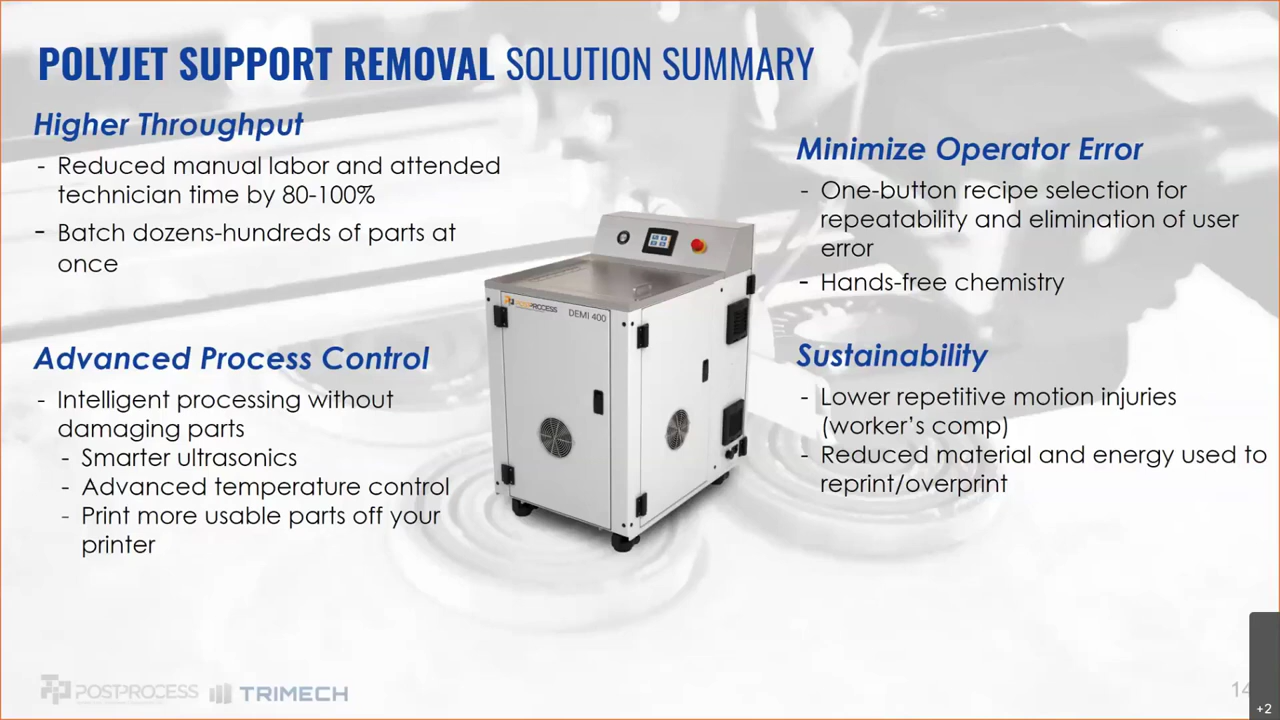 POLYJET SUPPORT REMOVAL SOLUTION SUMMARY
Higher Throughput
- Reduced manual labor and attended
technician time by 80-100%
- Batch dozens-hundreds of parts at
once
Advanced Process Control
- Intelligent processing without
damaging parts
- Smarter ultrasonics
- Advanced temperature control
- Print more usable parts off your
printer
POSTPROCESS
DEMI 400
Minimize Operator Error
- One-button recipe selection for
repeatability and elimination of user
error
- Hands-free chemistry
Sustainability
- Lower repetitive motion injuries
(worker's comp)
- Reduced material and energy used to
reprint/overprint
POSTPROCESS
TRIMECH
14
+2